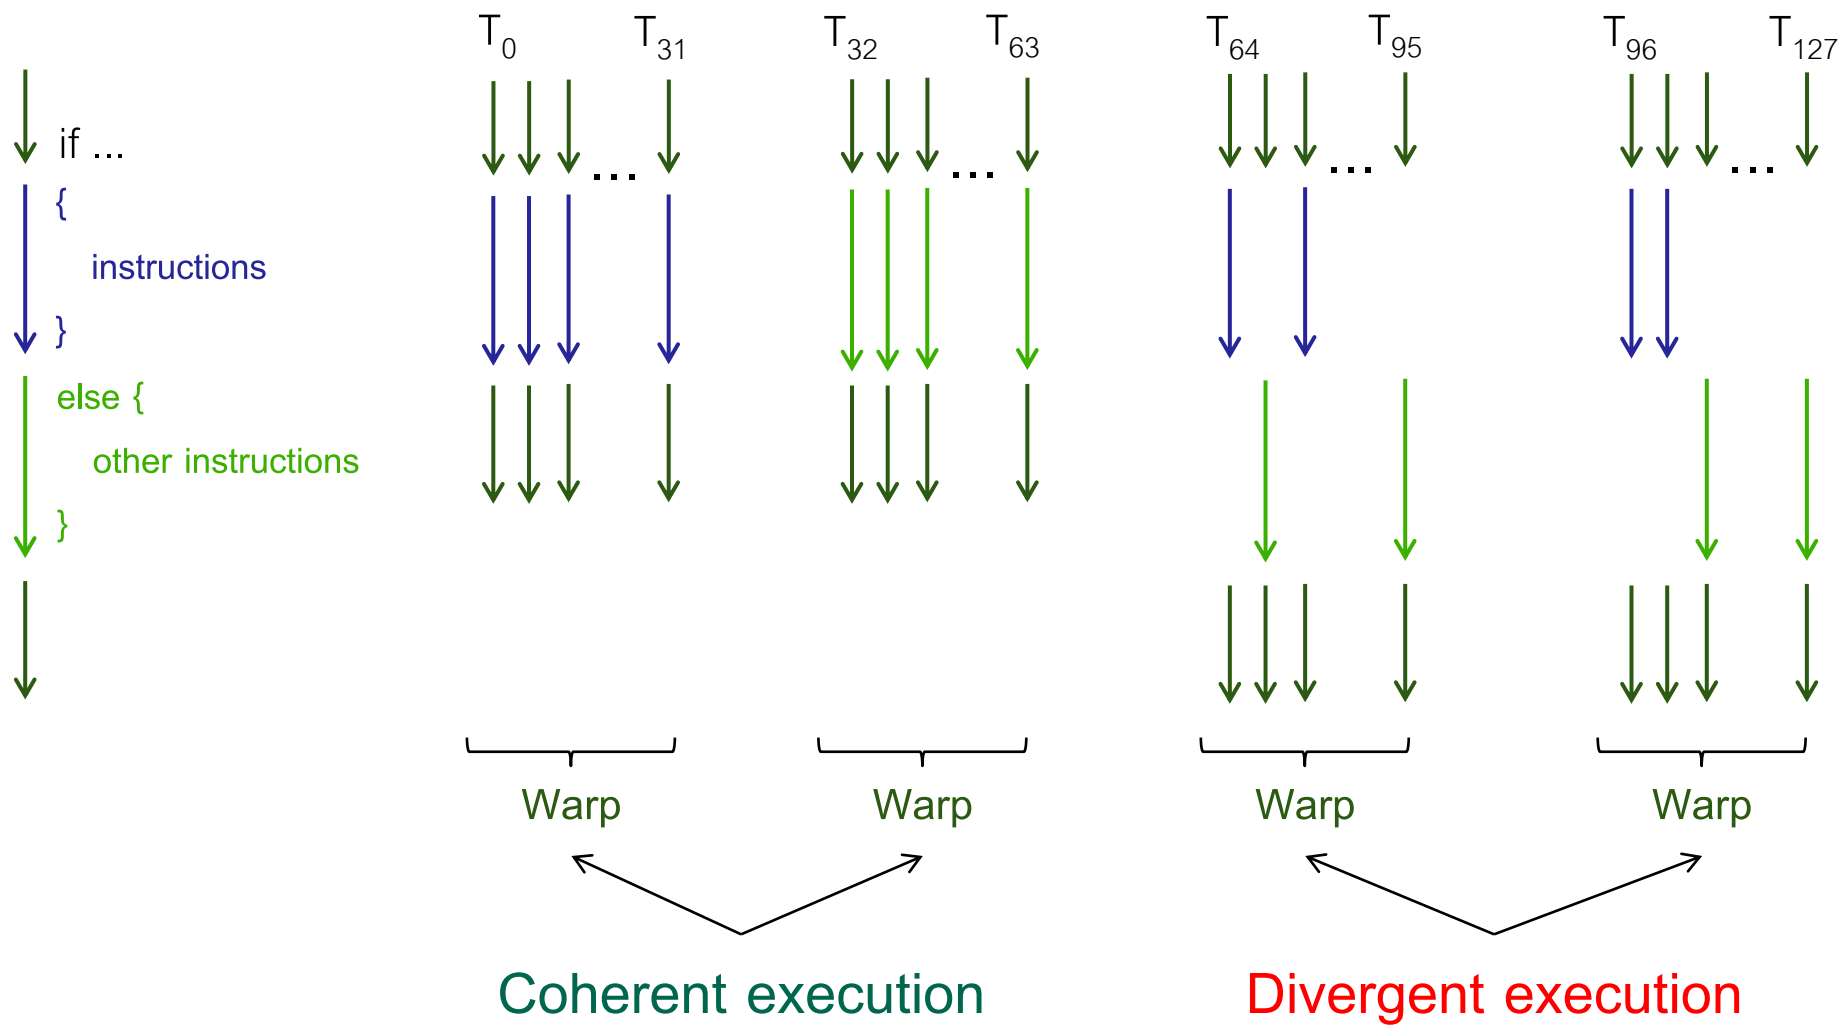 T0 T31 T32 T63 T64 T95 T96 T127
if ...
{
instructions
}
else {
other instructions
}
... ... ... ...
Warp Warp Warp Warp
Coherent execution Divergent execution